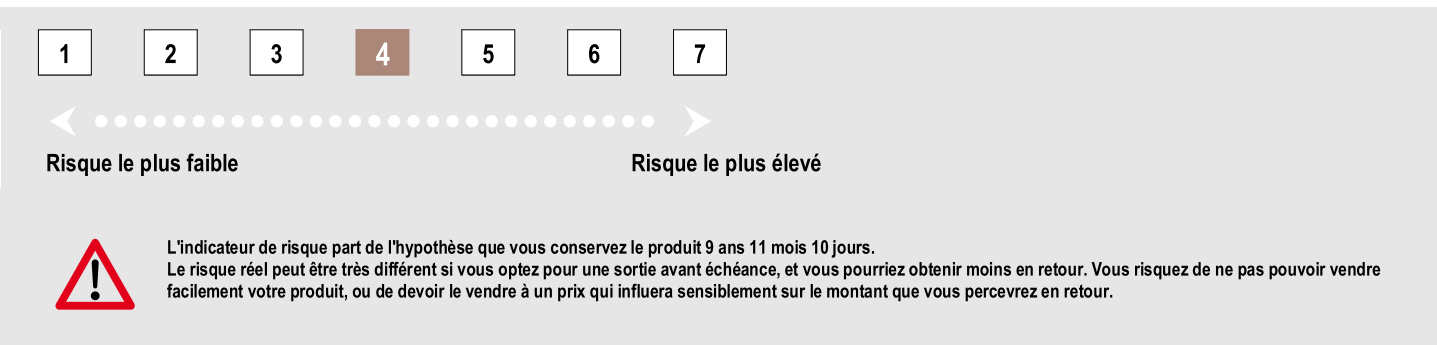 1 2 3 4 5 6 7
Risque le plus faible Risque le plus élevé
L'indicateur de risque part de l'hypothèse que vous conservez le produit 9 ans 11 mois 10 jours.
Le risque réel peut être très différent si vous optez pour une sortie avant échéance, et vous pourriez obtenir moins en retour. Vous risquez de ne pas pouvoir vendre
facilement votre produit, ou de devoir le vendre à un prix qui influera sensiblement sur le montant que vous percevrez en retour.